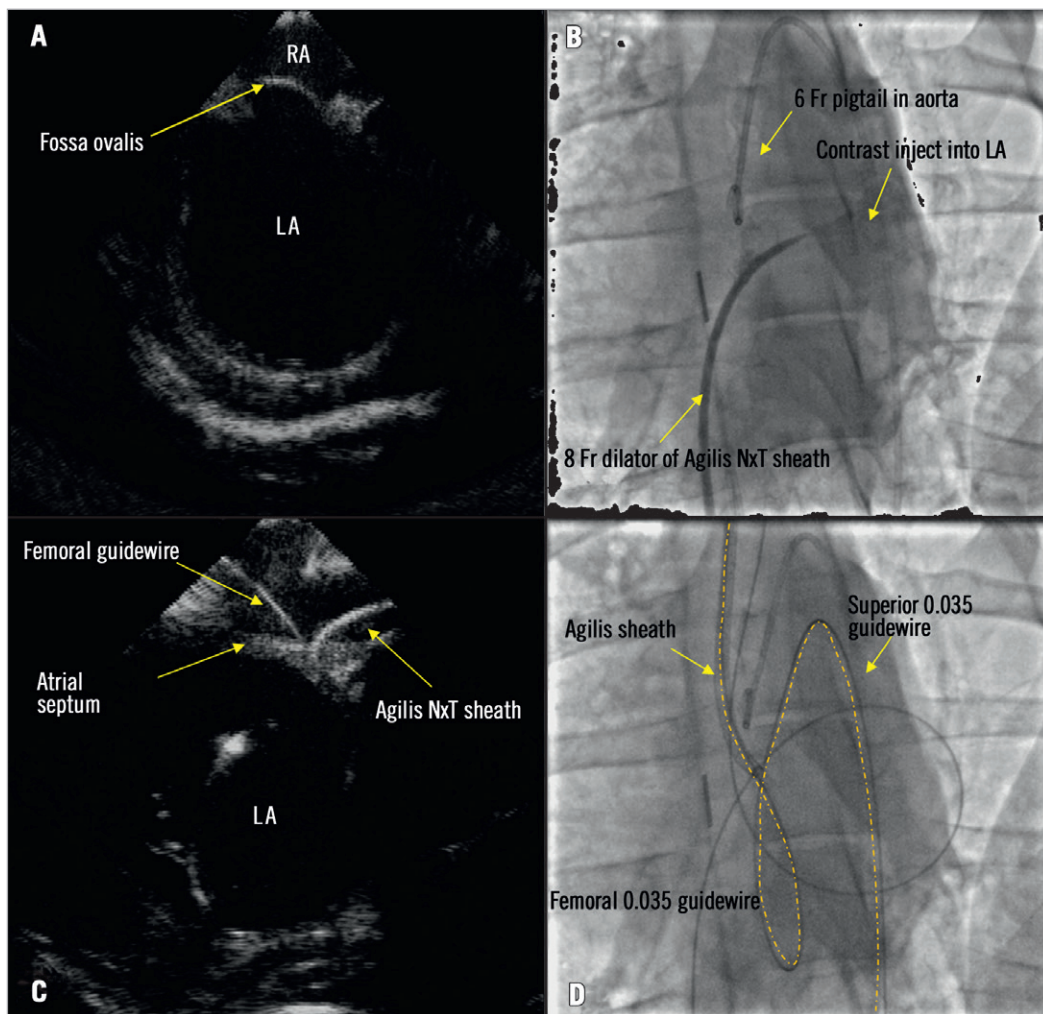 A
RA
Fossa ovalis
LA
B
6 Fr pigtail in aorta
Contrast inject into LA
8 Fr dilator of Agilis NxT sheath
Femoral guidewire
Atrial
septum
Agilis NxT sheath
LA
C
Agilis sheath
Superior 0.035
guidewire
Femoral 0.035 guidewire
D